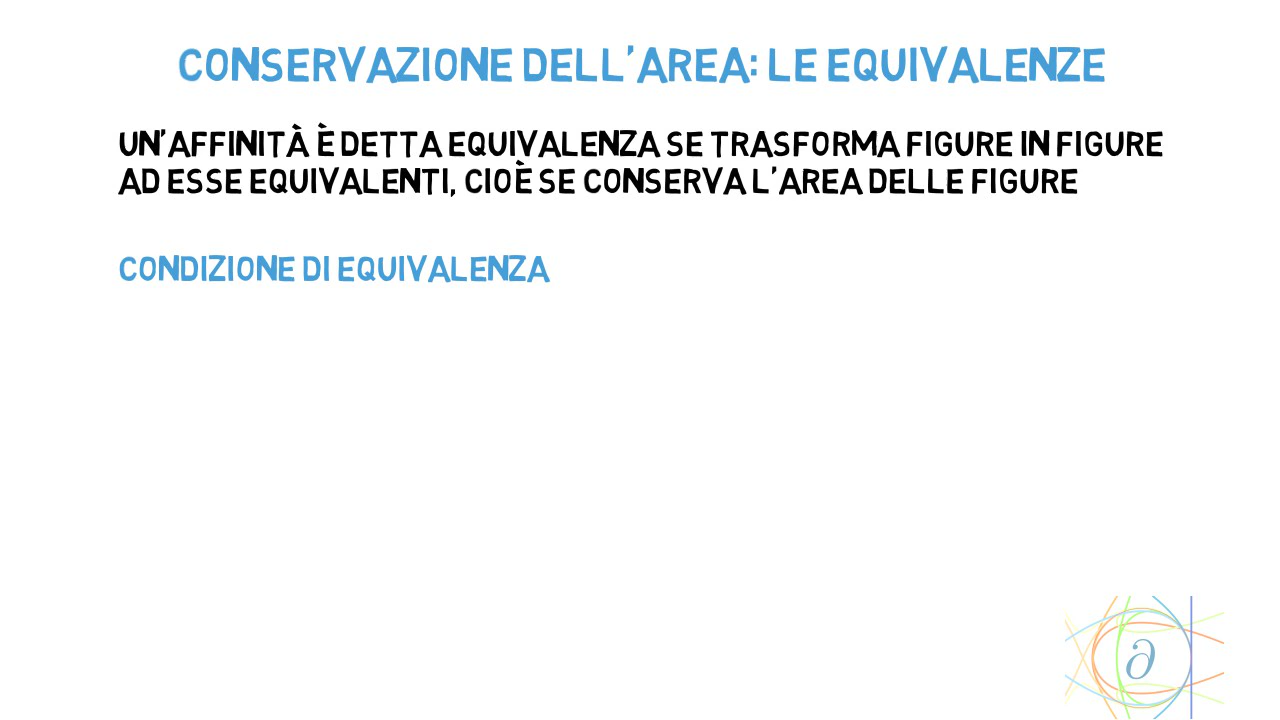 CONSERVAZIONE DELL'AREA: LE EQUIVALENZE
UN'AFFINITÀ È DETTA EQUIVALENZA SE TRASFORMA FIGURE IN FIGURE
AD ESSE EQUIVALENTI, CIOÈ SE CONSERVA L'AREA DELLE FIGURE
CONDIZIONE DI EQUIVALENZA
∂